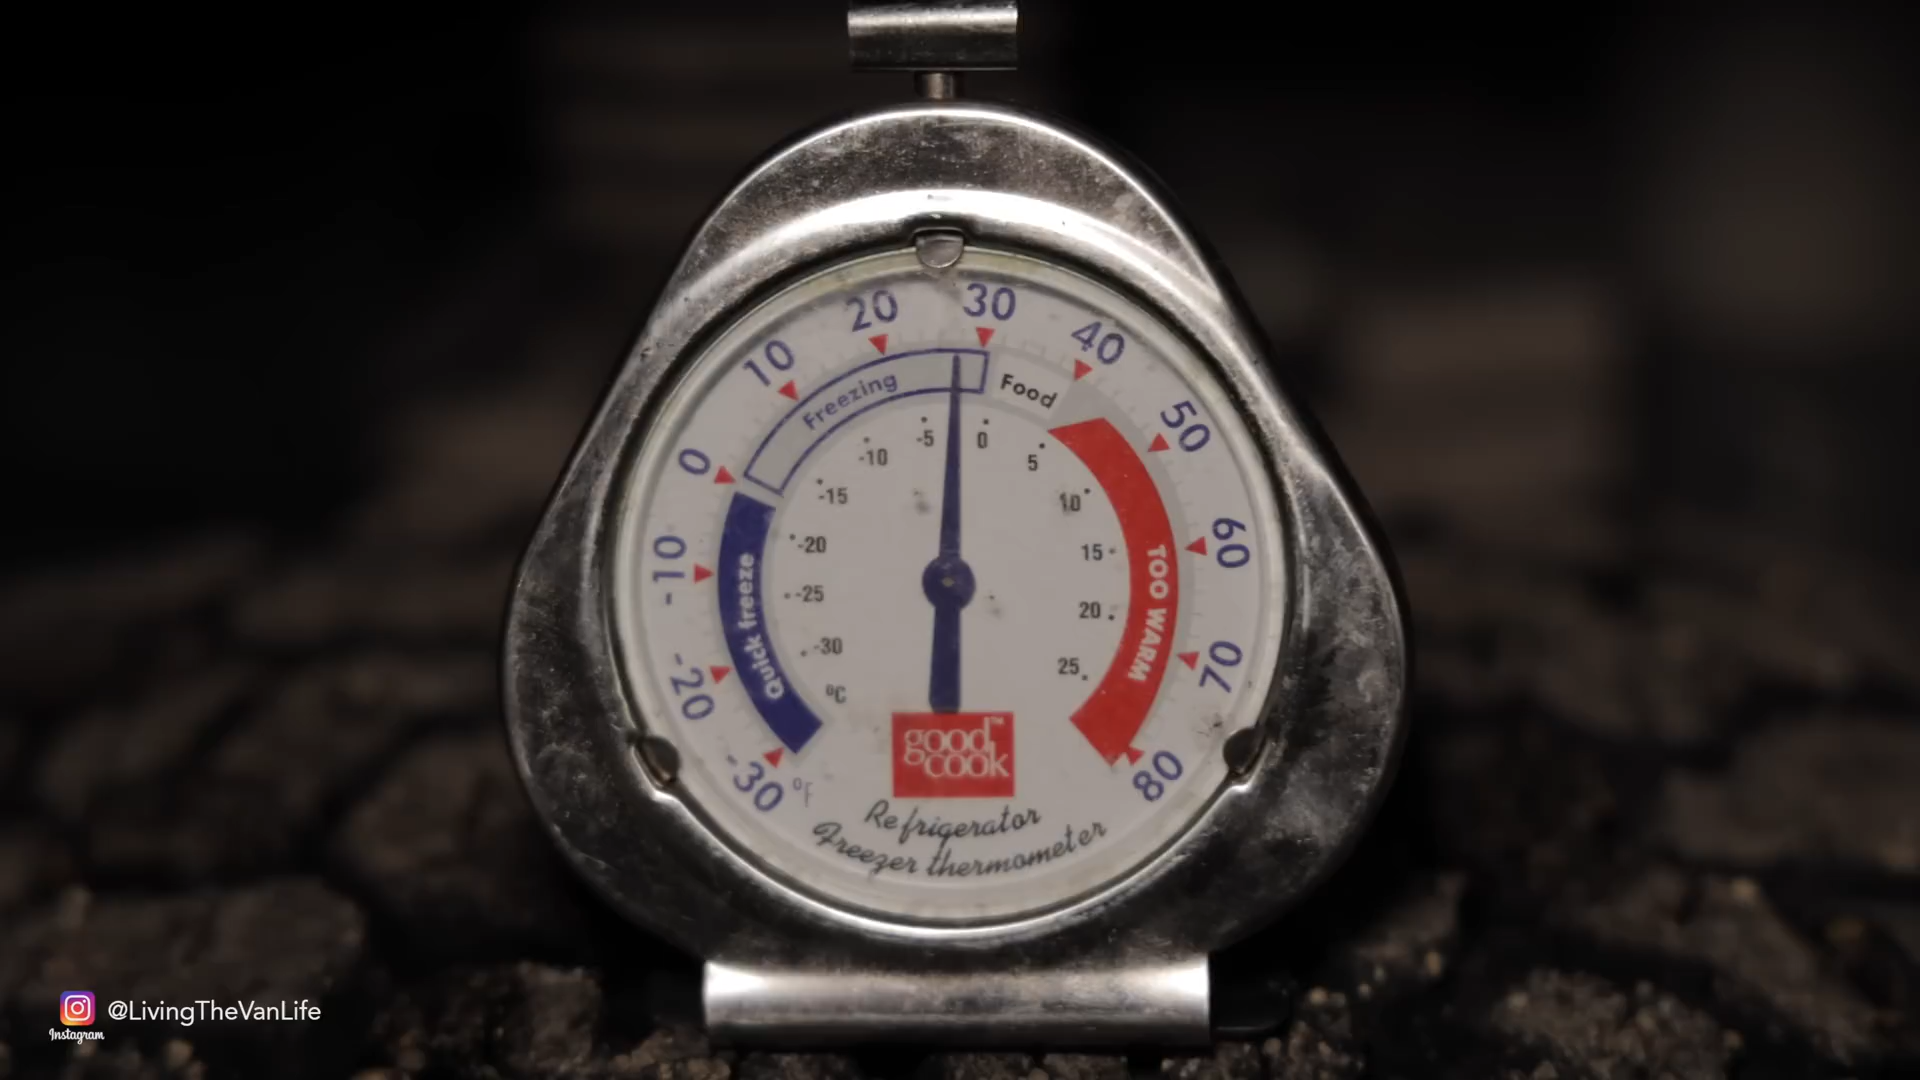 20
30
10
40
Freezing
Food
50
0
-5
0
-10
5
-15
10
60
-10
-20
15
Quick freeze
TOO WARM
-25
20
-30
25
70
-20
°C
good™
cook
-30
°F
80
Refrigerator
Freezer thermometer
@LivingTheVanLife
Instagram